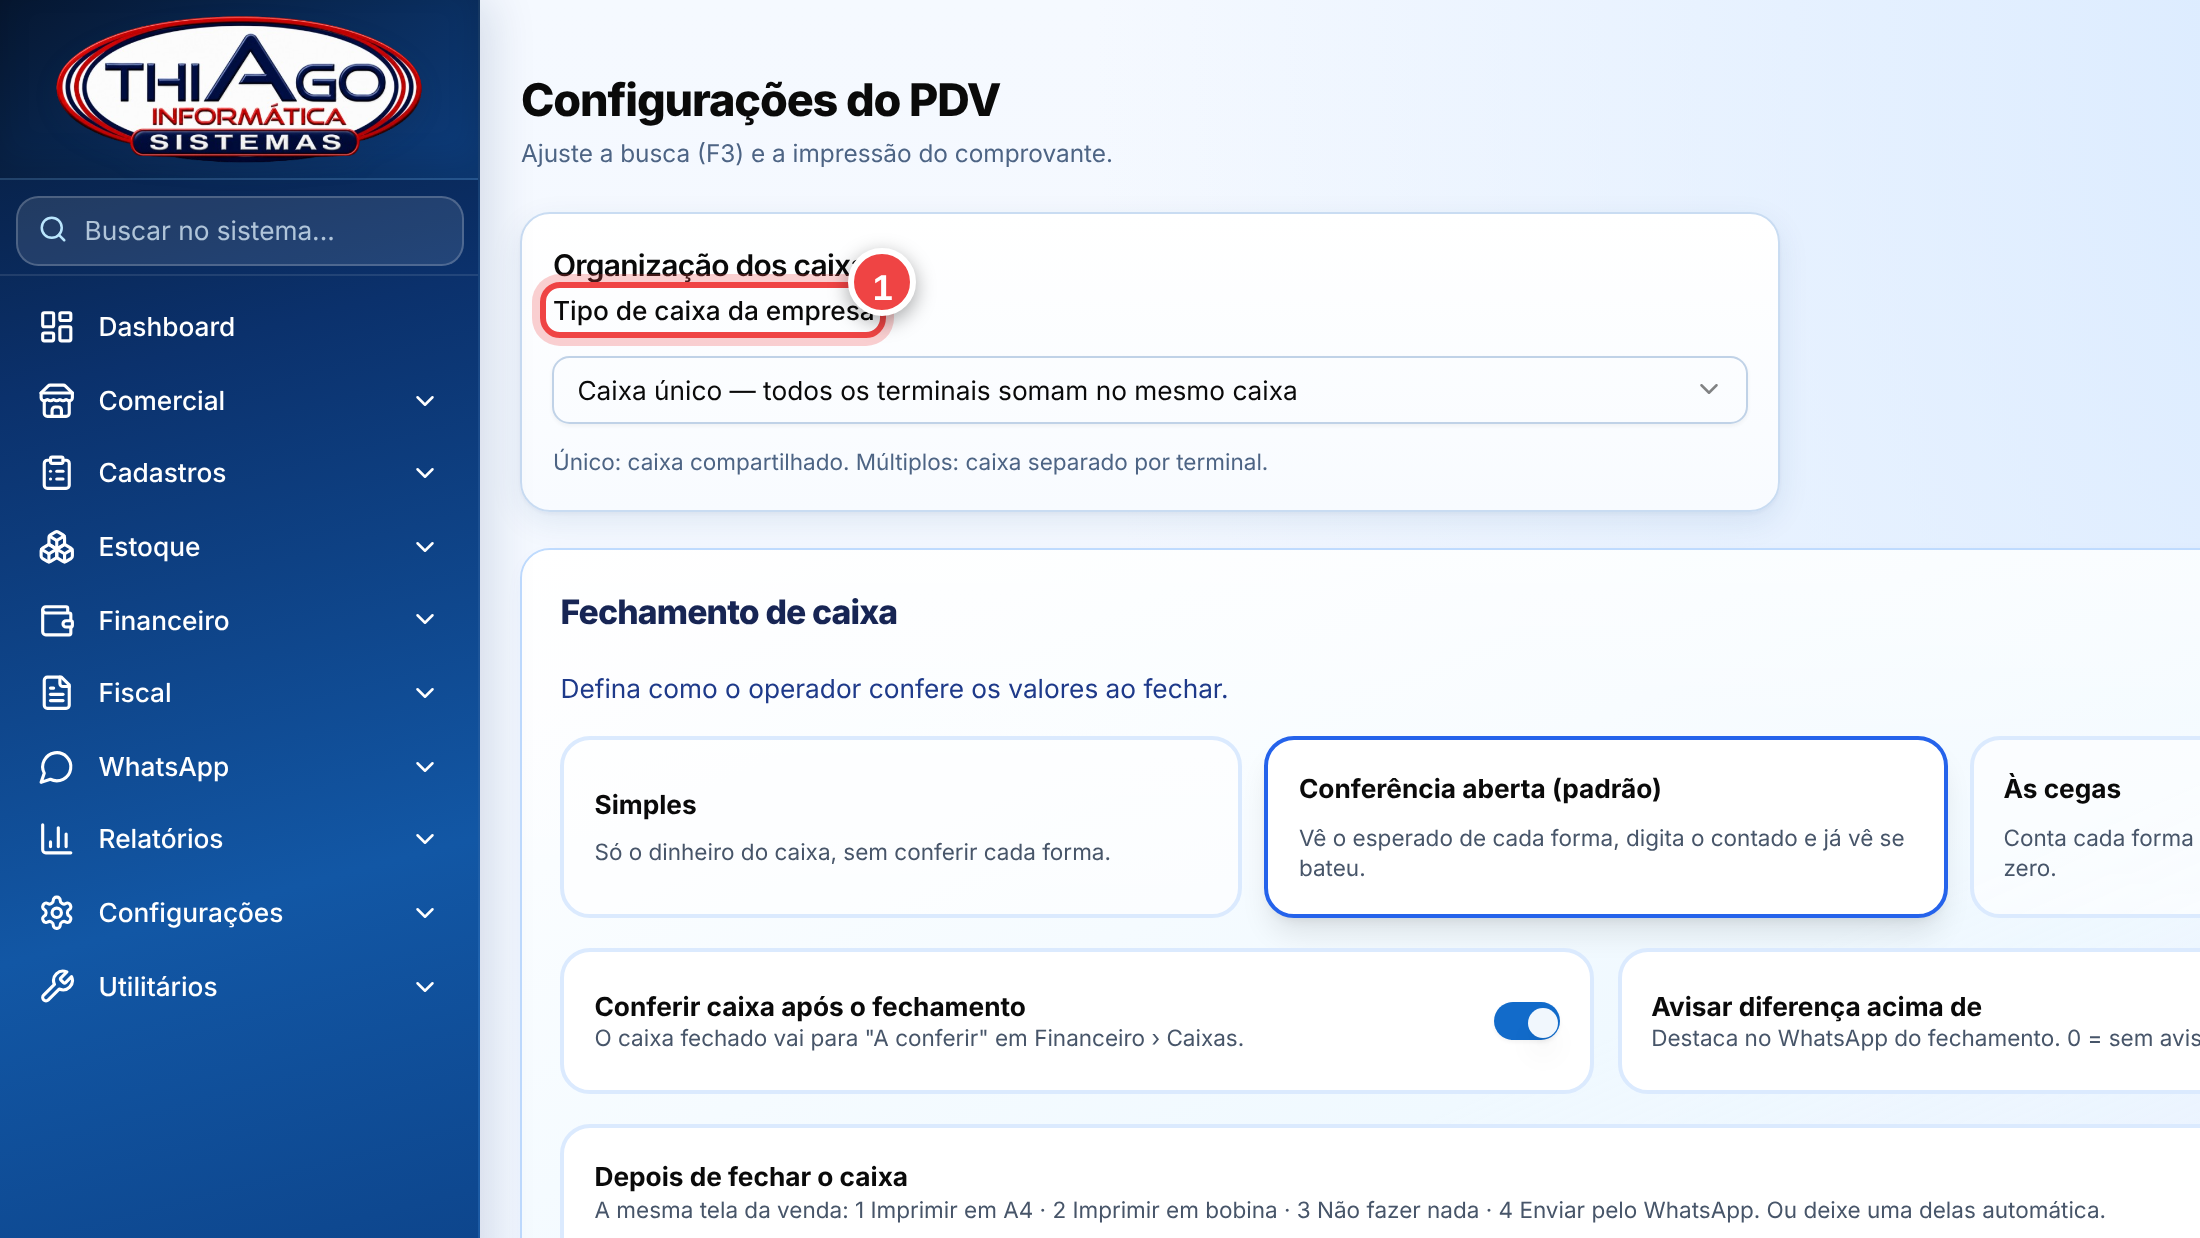 THIAGO
INFORMÁTICA
SISTEMAS
Buscar no sistema...
Dashboard
Comercial
Cadastros
Estoque
Financeiro
Fiscal
WhatsApp
Relatórios
Configurações
Utilitários
Configurações do PDV
Ajuste a busca (F3) e a impressão do comprovante.
Organização dos
1
Tipo de caixa da empresa
Caixa único — todos os terminais somam no mesmo caixa
Único: caixa compartilhado. Múltiplos: caixa separado por terminal.
Fechamento de caixa
Defina como o operador confere os valores ao fechar.
Simples
Só o dinheiro do caixa, sem conferir cada forma.
Conferência aberta (padrão)
Vê o esperado de cada forma, digita o contado e já vê se
bateu.
Às cegas
Conta cada forma
zero.
Conferir caixa após o fechamento
O caixa fechado vai para "A conferir" em Financeiro › Caixas.
Avisar diferença acima de
Destaca no WhatsApp do fechamento. 0 = sem
Depois de fechar o caixa
A mesma tela da venda: 1 Imprimir em A4 · 2 Imprimir em bobina · 3 Não fazer nada · 4 Enviar pelo WhatsApp. Ou deixe uma delas automática.